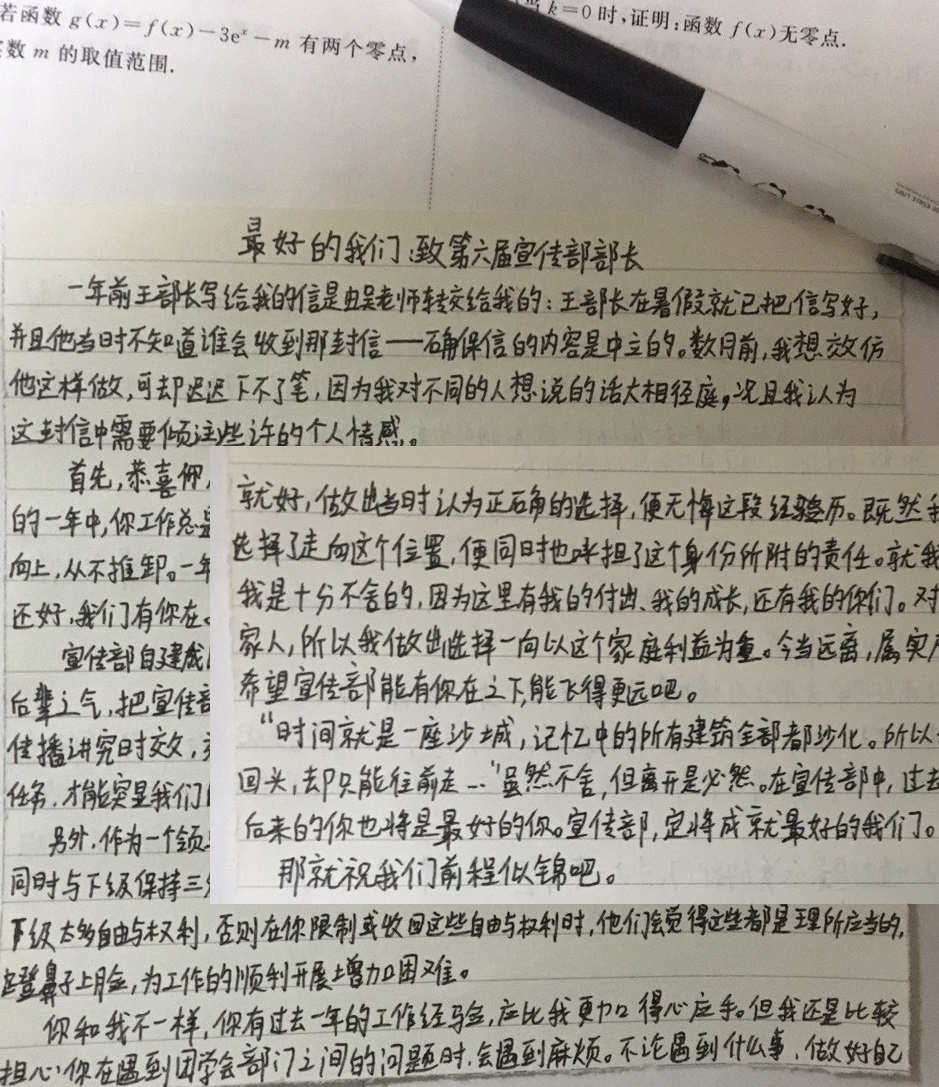 若函数 g(x)=f(x)-3eˣ-m 有两个零点，
数 m 的取值范围.
当 k=0 时，证明：函数 f(x)无零点.
最好的我们：致第六届宣传部部长
一年前王部长写给我的信是由吴老师转交给我的：王部长在暑假就已把信写好，
并且他当时不知道谁会收到那封信——确保信的内容是中立的。数月前，我想效仿
他这样做，可却迟迟下不了笔，因为我对不同的人想说的话大相径庭，况且我认为
这封信中需要倾注些许的个人情感。
首先，恭喜你，
的一年中，你工作总是
向上，从不推卸。一年
还好，我们有你在。
宣传部自建成
后辈之气，把宣传部
传播讲究时效，
任务，才能突显我们
另外，作为一个领
同时与下级保持三分
下级太多自由与权利，否则在你限制或收回这些自由与权利时，他们会觉得这些都是理所应当的，
蹬鼻子上脸，为工作的顺利开展增加困难。
你和我不一样，你有过去一年的工作经验，应比我更加得心应手。但我还是比较
担心你在遇到团学会部门之间的问题时，会遇到麻烦。不论遇到什么事，做好自己
就好，做出当时认为正确的选择，便无悔这段经验历。既然我
选择了走向这个位置，便同时也承担了这个身份所附的责任。就我
我是十分不舍的，因为这里有我的付出、我的成长，还有我的你们。对
家人，所以我做出选择一向以这个家庭利益为重。今当远离，属实
希望宣传部能有你在之下，能飞得更远吧。
“时间就是一座沙城，记忆中的所有建筑全部都沙化。所以
回头，却只能往前走…”虽然不舍，但离开是必然。在宣传部中，过去
后来的你也将是最好的你。宣传部，定将成就最好的我们。
那就祝我们前程似锦吧。